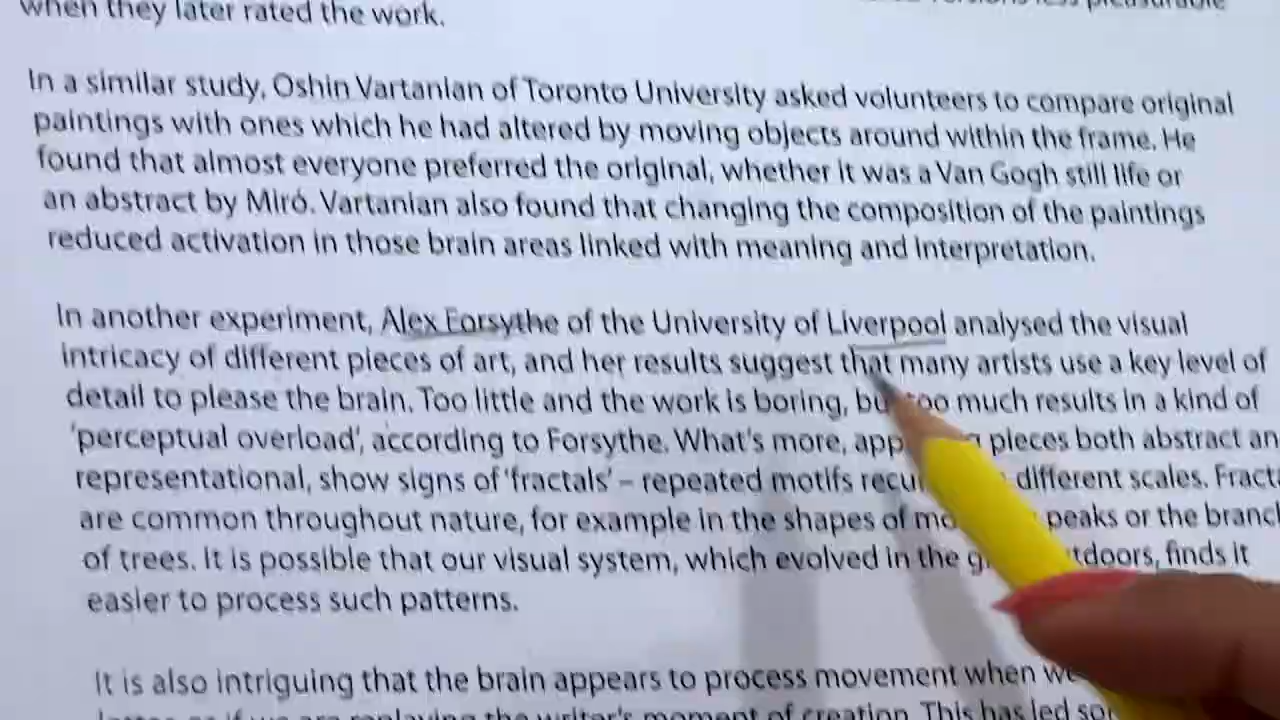 when they later rated the work.
In a similar study, Oshin Vartanian of Toronto University asked volunteers to compare original
paintings with ones which he had altered by moving objects around within the frame. He
found that almost everyone preferred the original, whether it was a Van Gogh still life or
an abstract by Miró. Vartanian also found that changing the composition of the paintings
reduced activation in those brain areas linked with meaning and interpretation.
In another experiment, Alex Forsythe of the University of Liverpool analysed the visual
intricacy of different pieces of art, and her results suggest that many artists use a key level of
detail to please the brain. Too little and the work is boring, but too much results in a kind of
'perceptual overload', according to Forsythe. What's more, pieces both abstract
representational, show signs of 'fractals' – repeated motifs different scales.
are common throughout nature, for example in the shapes of peaks or the
of trees. It is possible that our visual system, which evolved in the finds it
easier to process such patterns.
It is also intriguing that the brain appears to process movement when
writer's moment of creation. This has led